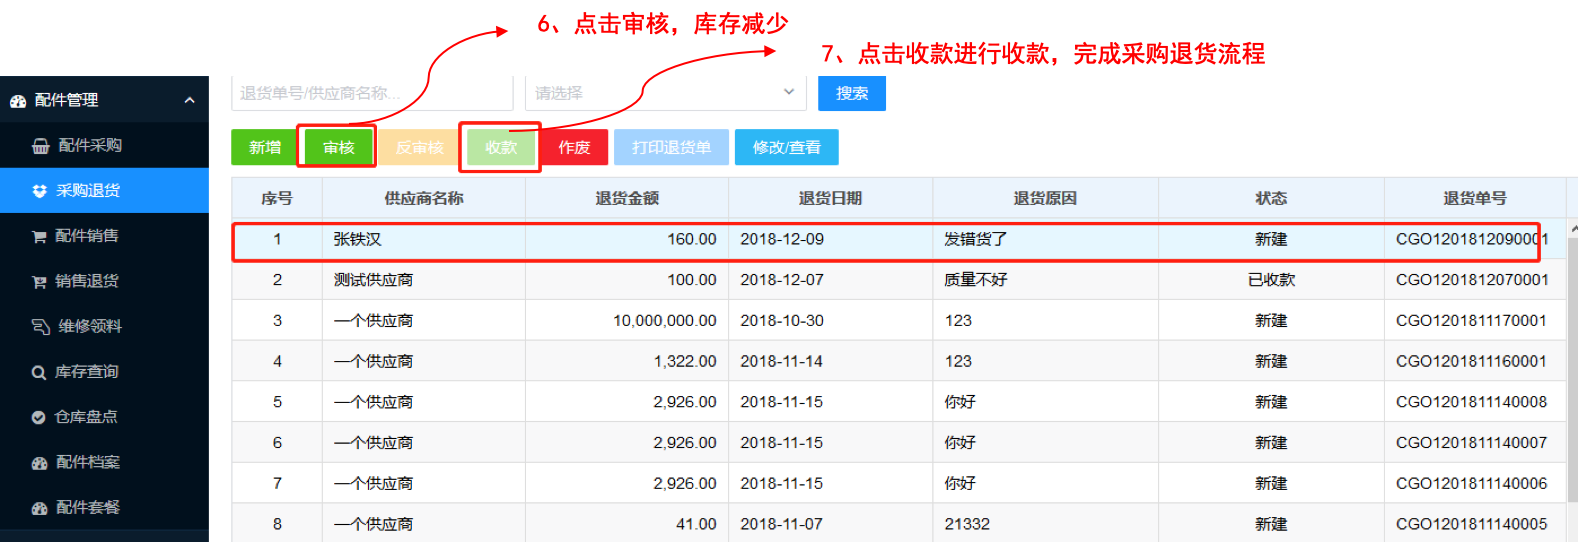 6、点击审核，库存减少
7、点击收款进行收款，完成采购退货流程
配件管理
配件采购
采购退货
配件销售
销售退货
维修领料
库存查询
仓库盘点
配件档案
配件套餐
退货单号/供应商名称... 请选择 搜索
新增 审核 反审核 收款 作废 打印退货单 修改/查看
序号 供应商名称 退货金额 退货日期 退货原因 状态 退货单号
1 张铁汉 160.00 2018-12-09 发错货了 新建 CGO1201812090001
2 测试供应商 100.00 2018-12-07 质量不好 已收款 CGO1201812070001
3 一个供应商 10,000,000.00 2018-10-30 123 新建 CGO1201811170001
4 一个供应商 1,322.00 2018-11-14 123 新建 CGO1201811160001
5 一个供应商 2,926.00 2018-11-15 你好 新建 CGO1201811140008
6 一个供应商 2,926.00 2018-11-15 你好 新建 CGO1201811140007
7 一个供应商 2,926.00 2018-11-15 你好 新建 CGO1201811140006
8 一个供应商 41.00 2018-11-07 21332 新建 CGO1201811140005